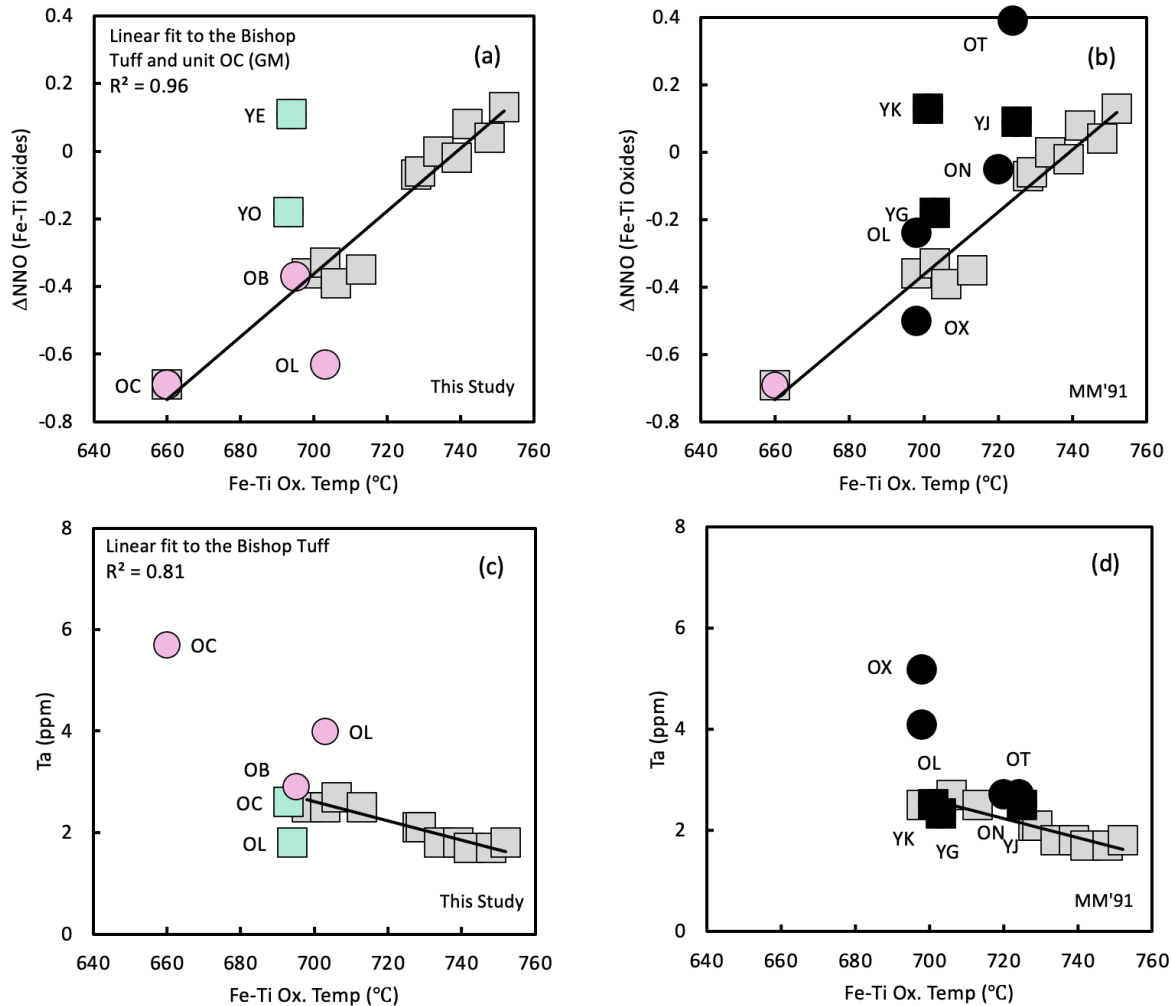 Linear fit to the Bishop
Tuff and unit OC (GM)
R² = 0.96
(a)
YE
YO
OB
OL
OC
This Study
0.4
0.2
0
-0.2
-0.4
-0.6
-0.8
ΔNNO (Fe-Ti Oxides)
640 660 680 700 720 740 760
Fe-Ti Ox. Temp (℃)
(b)
OT
YK
YJ
ON
YG
OL
OX
MM'91
0.4
0.2
0
-0.2
-0.4
-0.6
-0.8
ΔNNO (Fe-Ti Oxides)
640 660 680 700 720 740 760
Fe-Ti Ox. Temp (℃)
Linear fit to the Bishop Tuff
R² = 0.81
(c)
OC
OL
OB
OC
OL
This Study
8
6
4
2
0
Ta (ppm)
640 660 680 700 720 740 760
Fe-Ti Ox. Temp (℃)
(d)
OX
OL
OT
YK
YG
ON
YJ
MM'91
8
6
4
2
0
Ta (ppm)
640 660 680 700 720 740 760
Fe-Ti Ox. Temp (℃)